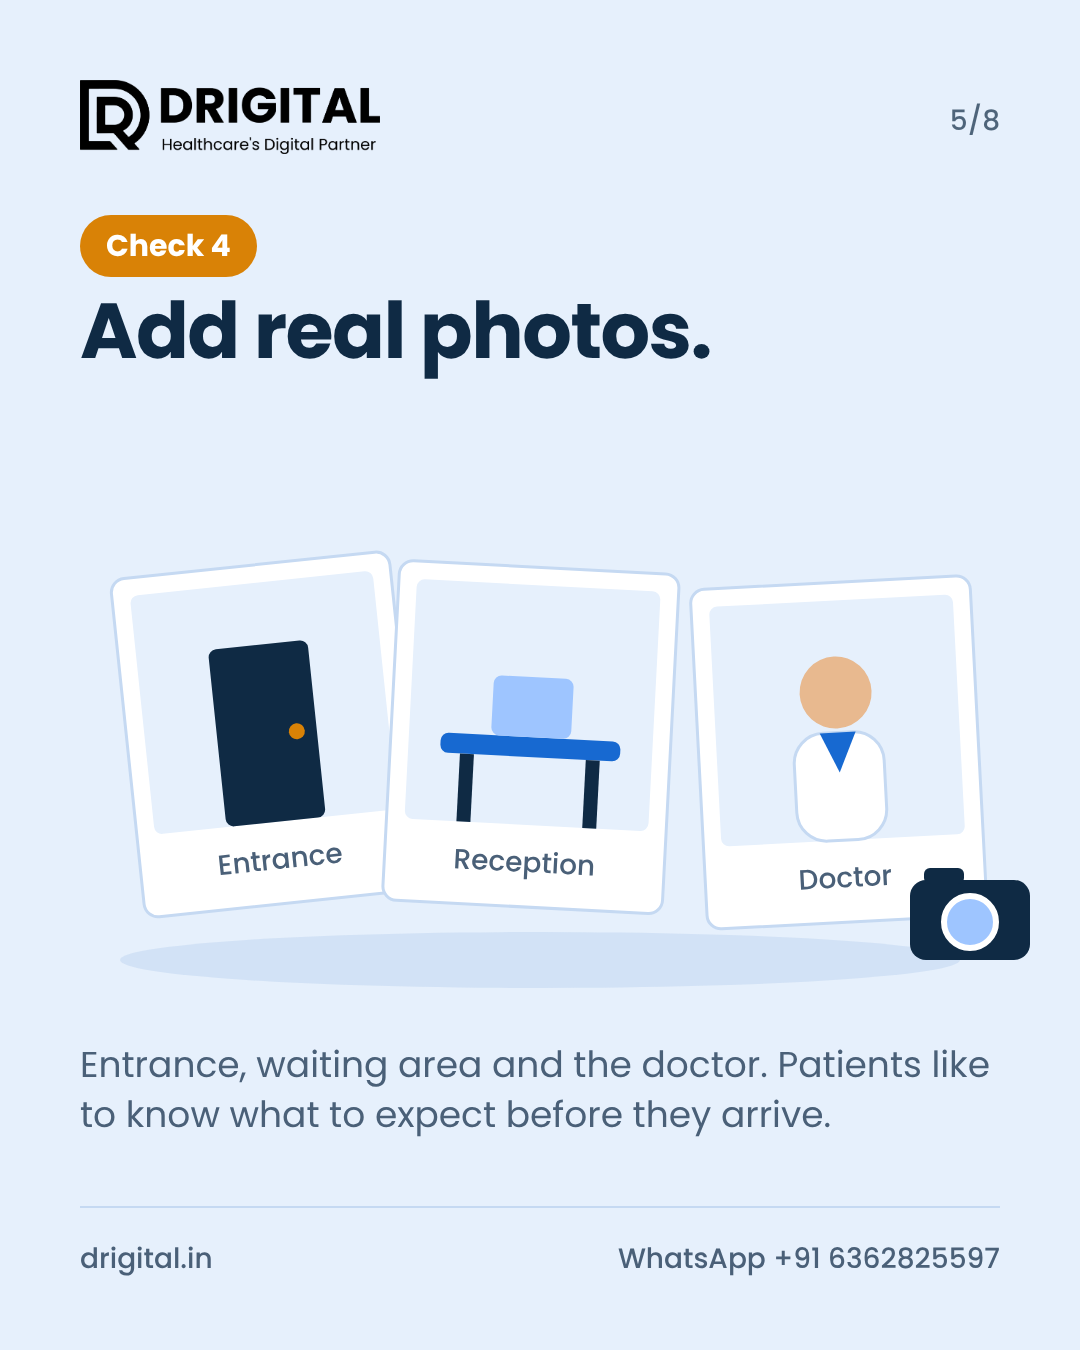 DRIGITAL
Healthcare's Digital Partner
5/8
Check 4
Add real photos.
Entrance
Reception
Doctor
Entrance, waiting area and the doctor. Patients like
to know what to expect before they arrive.
drigital.in
WhatsApp +91 6362825597